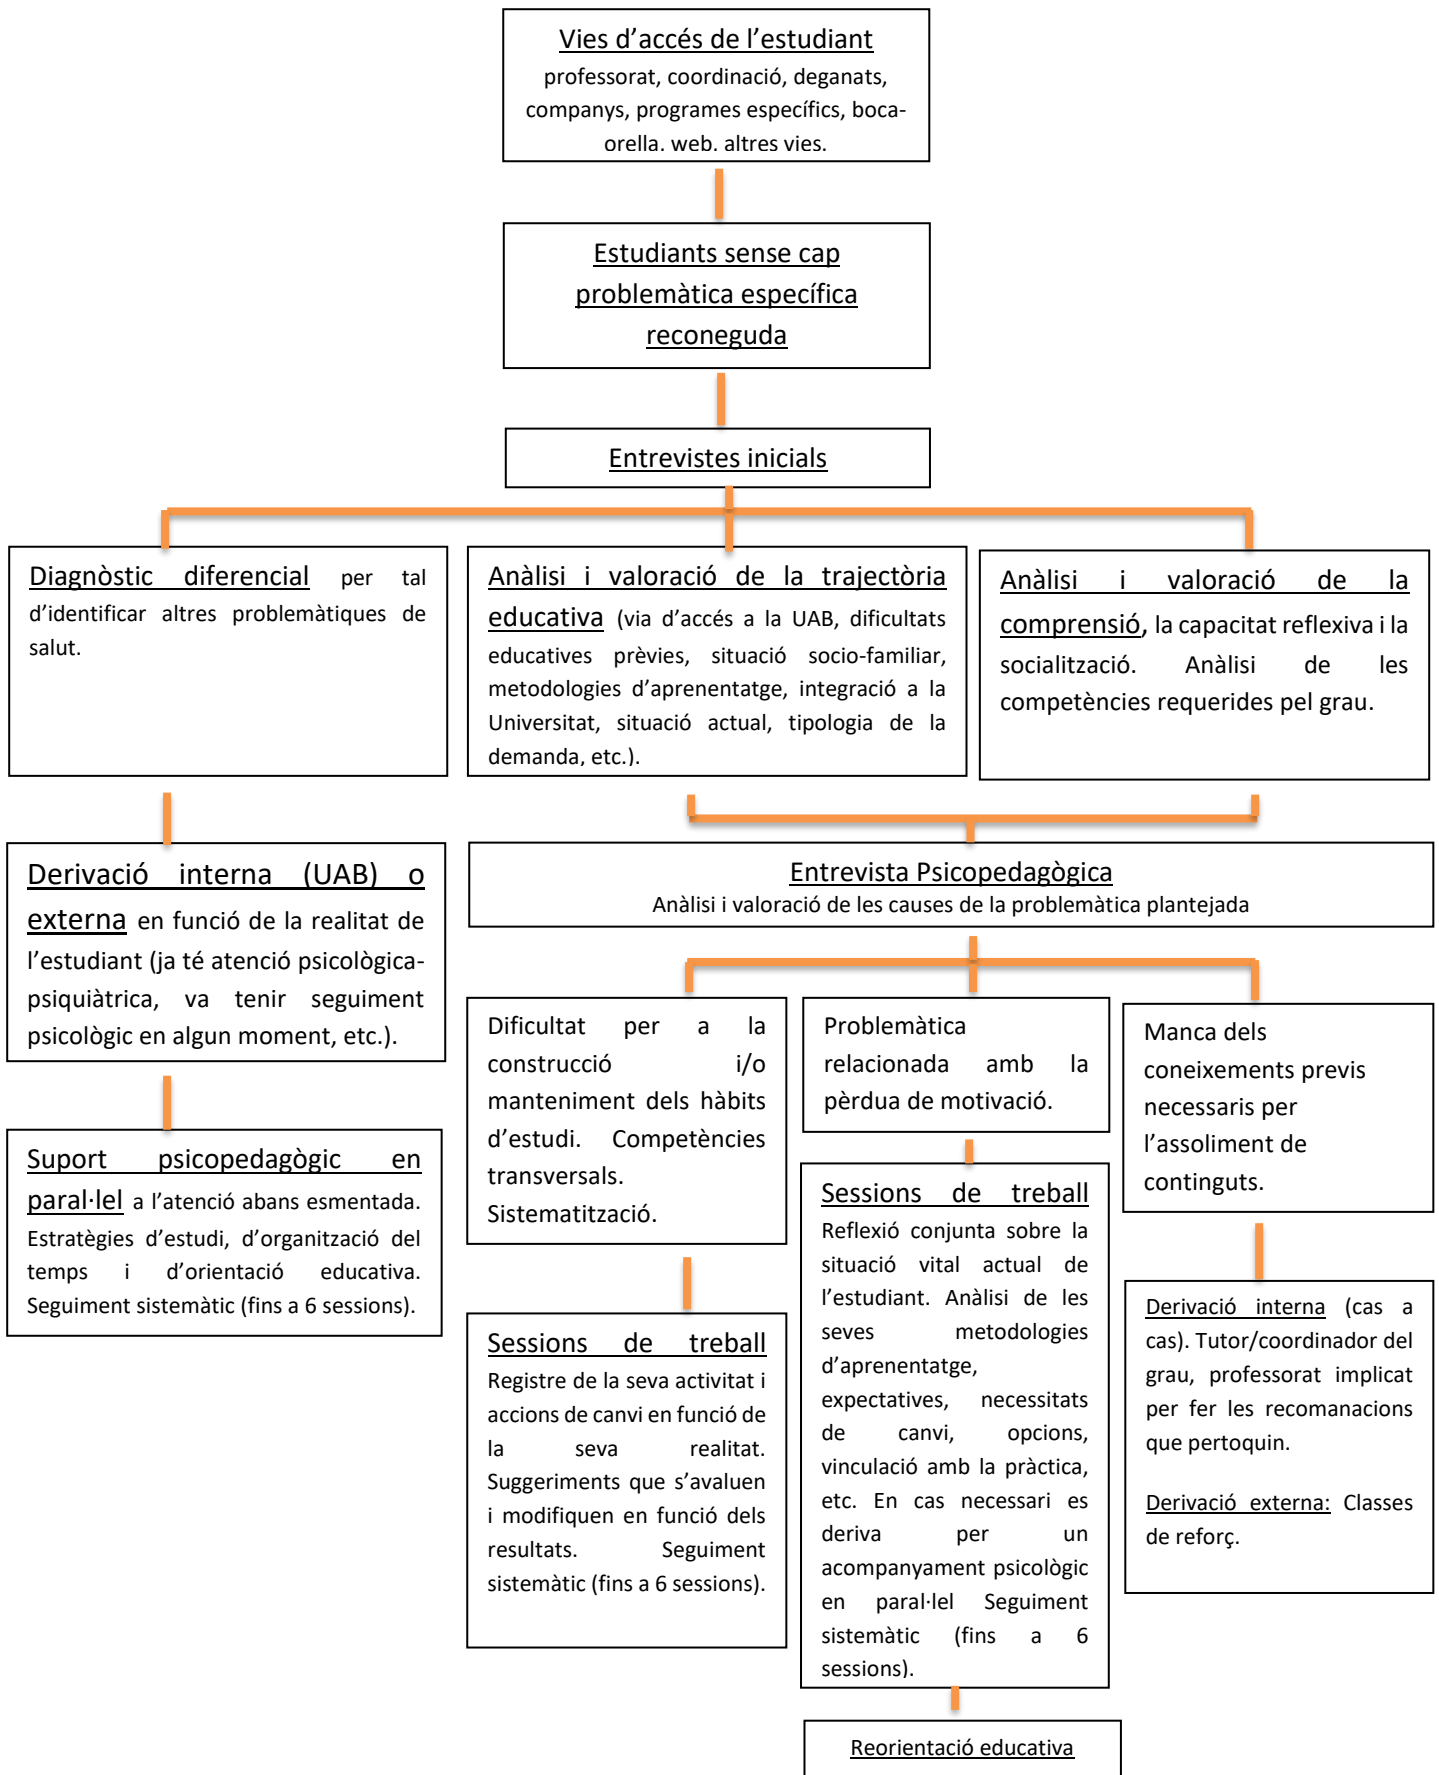 Vies d’accés de l’estudiant
professorat, coordinació, deganats,
companys, programes específics, boca-
orella. web. altres vies.
Estudiants sense cap
problemàtica específica
reconeguda
Entrevistes inicials
Diagnòstic diferencial per tal
d’identificar altres problemàtiques de
salut.
Anàlisi i valoració de la trajectòria
educativa (via d’accés a la UAB, dificultats
educatives prèvies, situació socio-familiar,
metodologies d’aprenentatge, integració a la
Universitat, situació actual, tipologia de la
demanda, etc.).
Anàlisi i valoració de la
comprensió, la capacitat reflexiva i la
socialització. Anàlisi de les
competències requerides pel grau.
Derivació interna (UAB) o
externa en funció de la realitat de
l’estudiant (ja té atenció psicològica-
psiquiàtrica, va tenir seguiment
psicològic en algun moment, etc.).
Entrevista Psicopedagògica
Anàlisi i valoració de les causes de la problemàtica plantejada
Suport psicopedagògic en
paral·lel a l’atenció abans esmentada.
Estratègies d’estudi, d’organització del
temps i d’orientació educativa.
Seguiment sistemàtic (fins a 6 sessions).
Dificultat per a la
construcció i/o
manteniment dels hàbits
d’estudi. Competències
transversals.
Sistematització.
Problemàtica
relacionada amb la
pèrdua de motivació.
Manca dels
coneixements previs
necessaris per
l’assoliment de
continguts.
Sessions de treball
Registre de la seva activitat i
accions de canvi en funció de
la seva realitat.
Suggeriments que s’avaluen
i modifiquen en funció dels
resultats. Seguiment
sistemàtic (fins a 6 sessions).
Sessions de treball
Reflexió conjunta sobre la
situació vital actual de
l’estudiant. Anàlisi de les
seves metodologies
d’aprenentatge,
expectatives, necessitats
de canvi, opcions,
vinculació amb la pràctica,
etc. En cas necessari es
deriva per un
acompanyament psicològic
en paral·lel Seguiment
sistemàtic (fins a 6
sessions).
Derivació interna (cas a
cas). Tutor/coordinador del
grau, professorat implicat
per fer les recomanacions
que pertoquin.
Derivació externa: Classes
de reforç.
Reorientació educativa